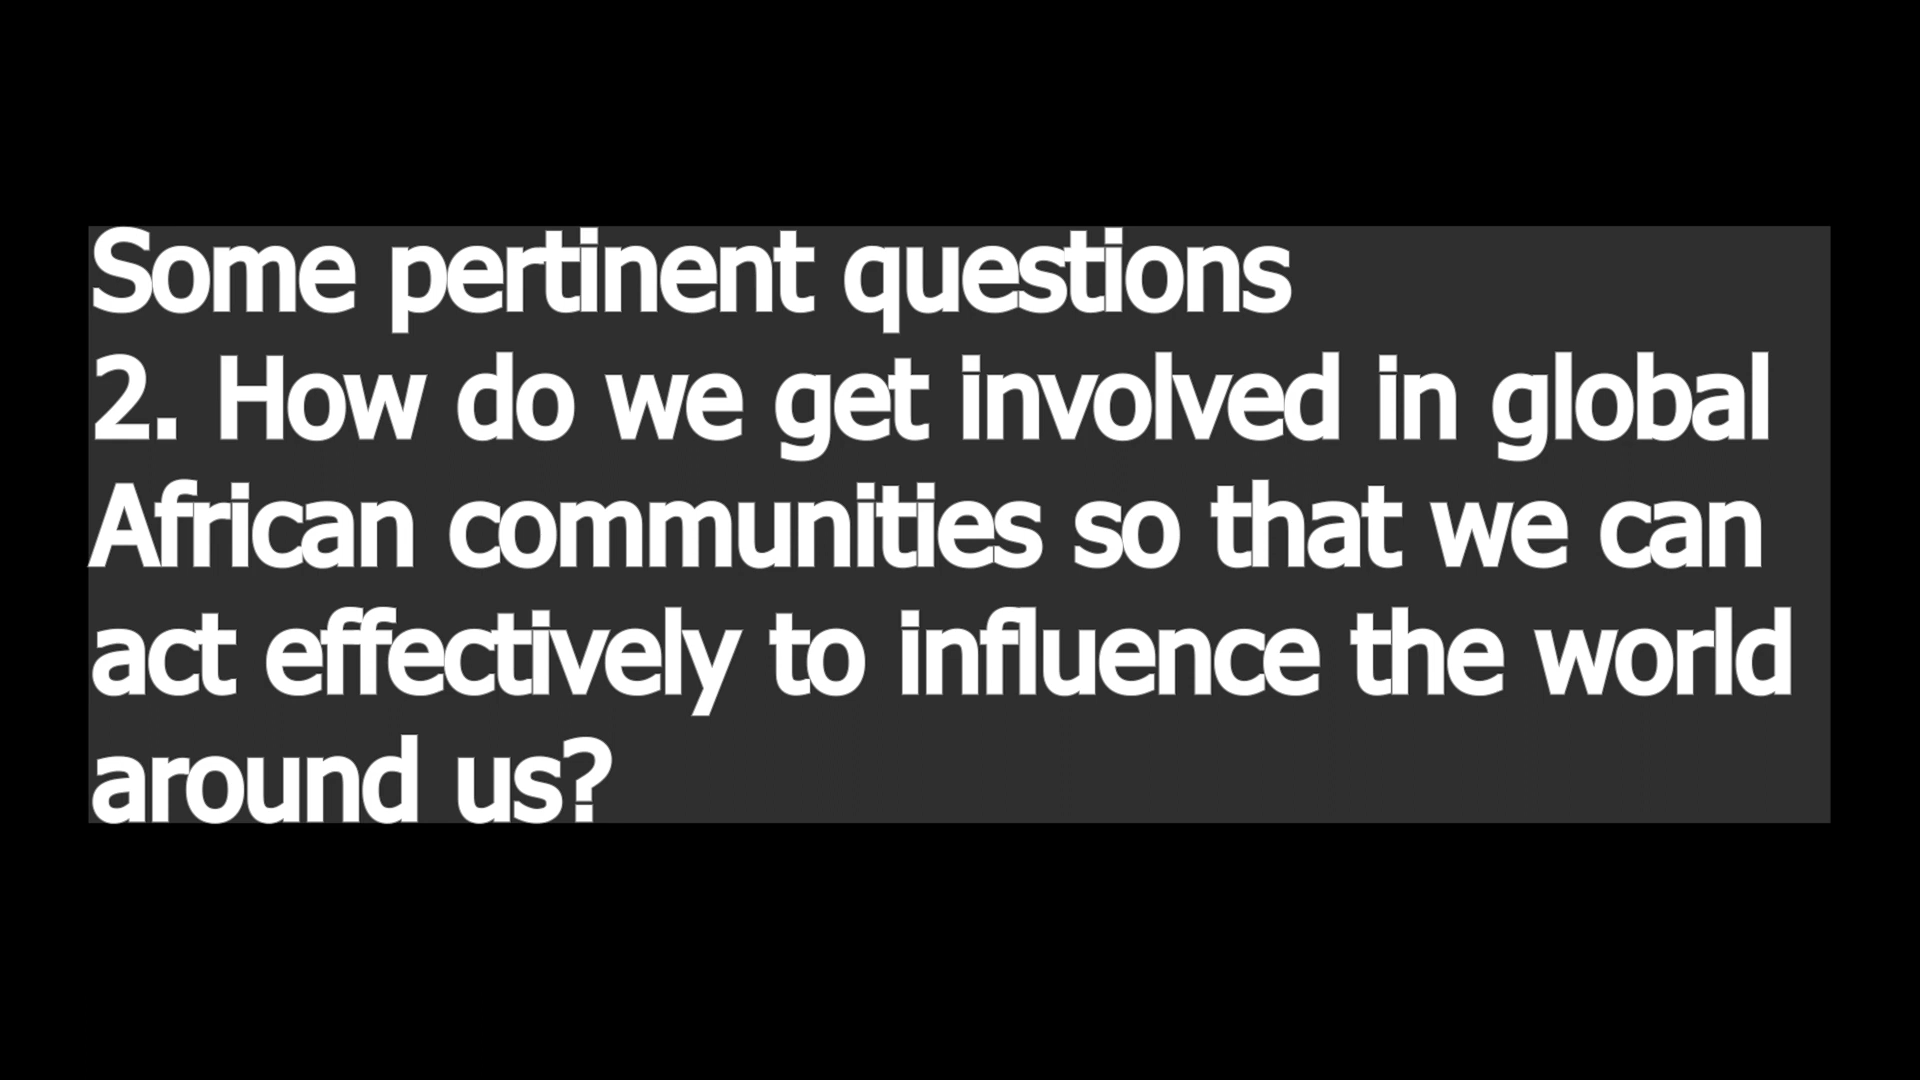 Some pertinent questions
2. How do we get involved in global
African communities so that we can
act effectively to influence the world
around us?